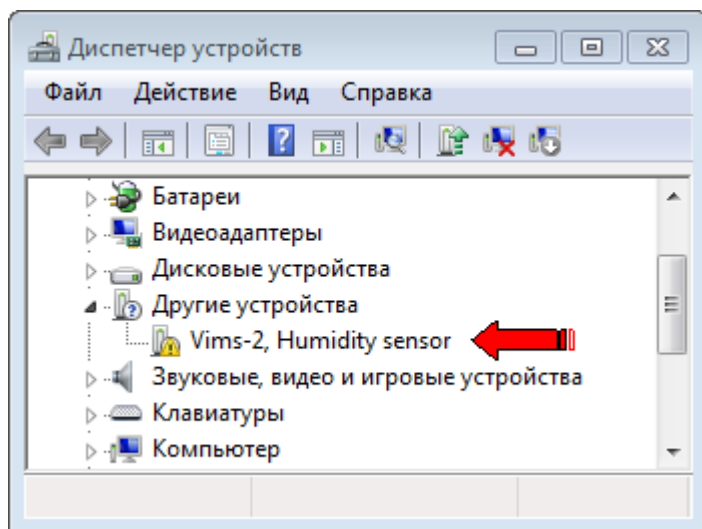 Диспетчер устройств
Файл Действие Вид Справка
Батареи
Видеоадаптеры
Дисковые устройства
Другие устройства
Vims-2, Humidity sensor
Звуковые, видео и игровые устройства
Клавиатуры
Компьютер